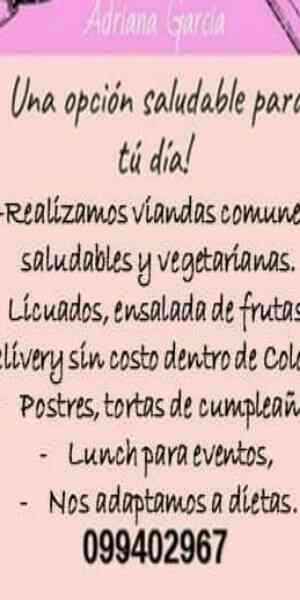 Adriana García
Una opción saludable para
tú día!
-Realizamos viandas comune
saludables y vegetarianas.
Licuados, ensalada de frutas
elivery sin costo dentro de Colo
Postres, tortas de cumpleañ
- Lunch para eventos,
- Nos adaptamos a dietas.
099402967